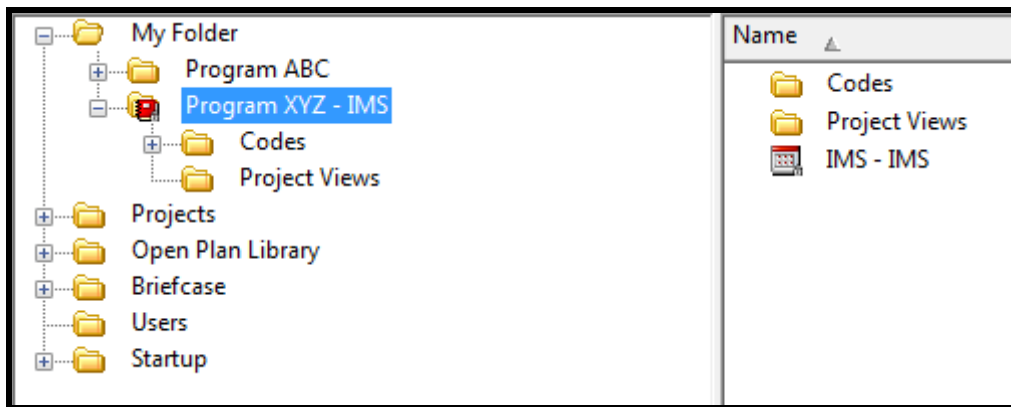 My Folder
Program ABC
Program XYZ - IMS
Codes
Project Views
Projects
Open Plan Library
Briefcase
Users
Startup
Name
Codes
Project Views
IMS - IMS